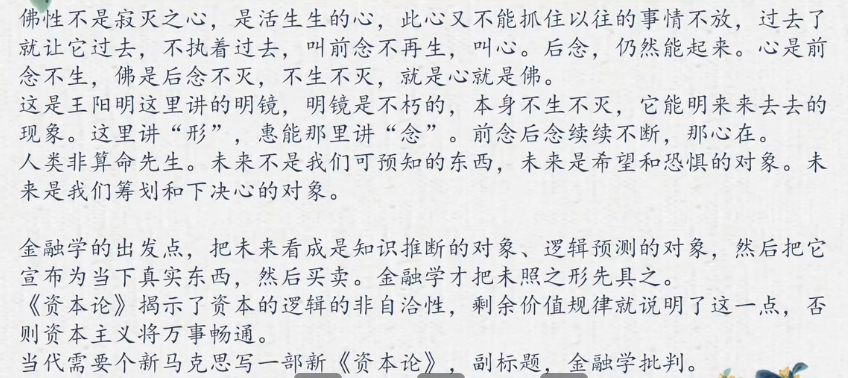 佛性不是寂灭之心，是活生生的心，此心又不能抓住以往的事情不放，过去了
就让它过去，不执着过去，叫前念不再生，叫心。后念，仍然能起来。心是前
念不生，佛是后念不灭，不生不灭，就是心就是佛。
这是王阳明这里讲的明镜，明镜是不朽的，本身不生不灭，它能明来来去去的
现象。这里讲“形”，惠能那里讲“念”。前念后念续续不断，那心在。
人类非算命先生。未来不是我们可预知的东西，未来是希望和恐惧的对象。未
来是我们筹划和下决心的对象。
金融学的出发点，把未来看成是知识推断的对象、逻辑预测的对象，然后把它
宣布为当下真实东西，然后买卖。金融学才把未照之形先具之。
《资本论》揭示了资本的逻辑的非自洽性，剩余价值规律就说明了这一点，否
则资本主义将万事畅通。
当代需要个新马克思写一部新《资本论》，副标题，金融学批判。